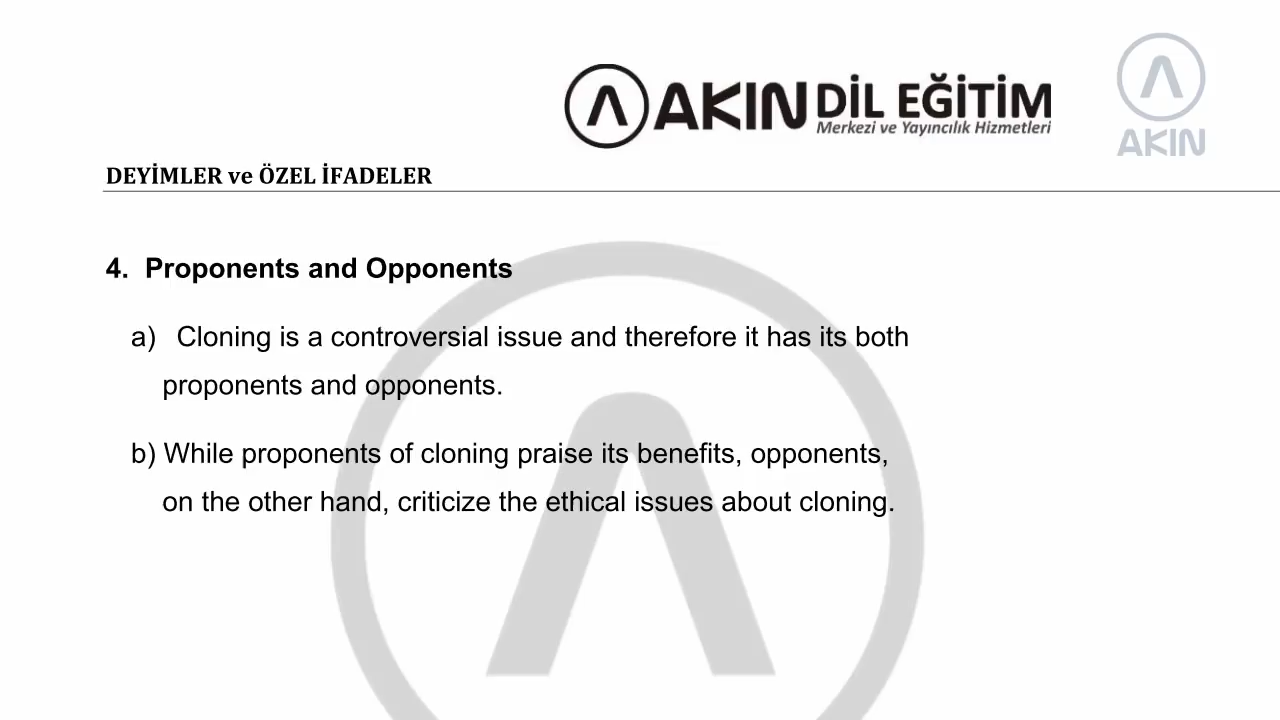 AKIN DİL EĞİTİM
Merkezi ve Yayıncılık Hizmetleri
AKIN
DEYİMLER ve ÖZEL İFADELER
4. Proponents and Opponents
a) Cloning is a controversial issue and therefore it has its both
proponents and opponents.
b) While proponents of cloning praise its benefits, opponents,
on the other hand, criticize the ethical issues about cloning.